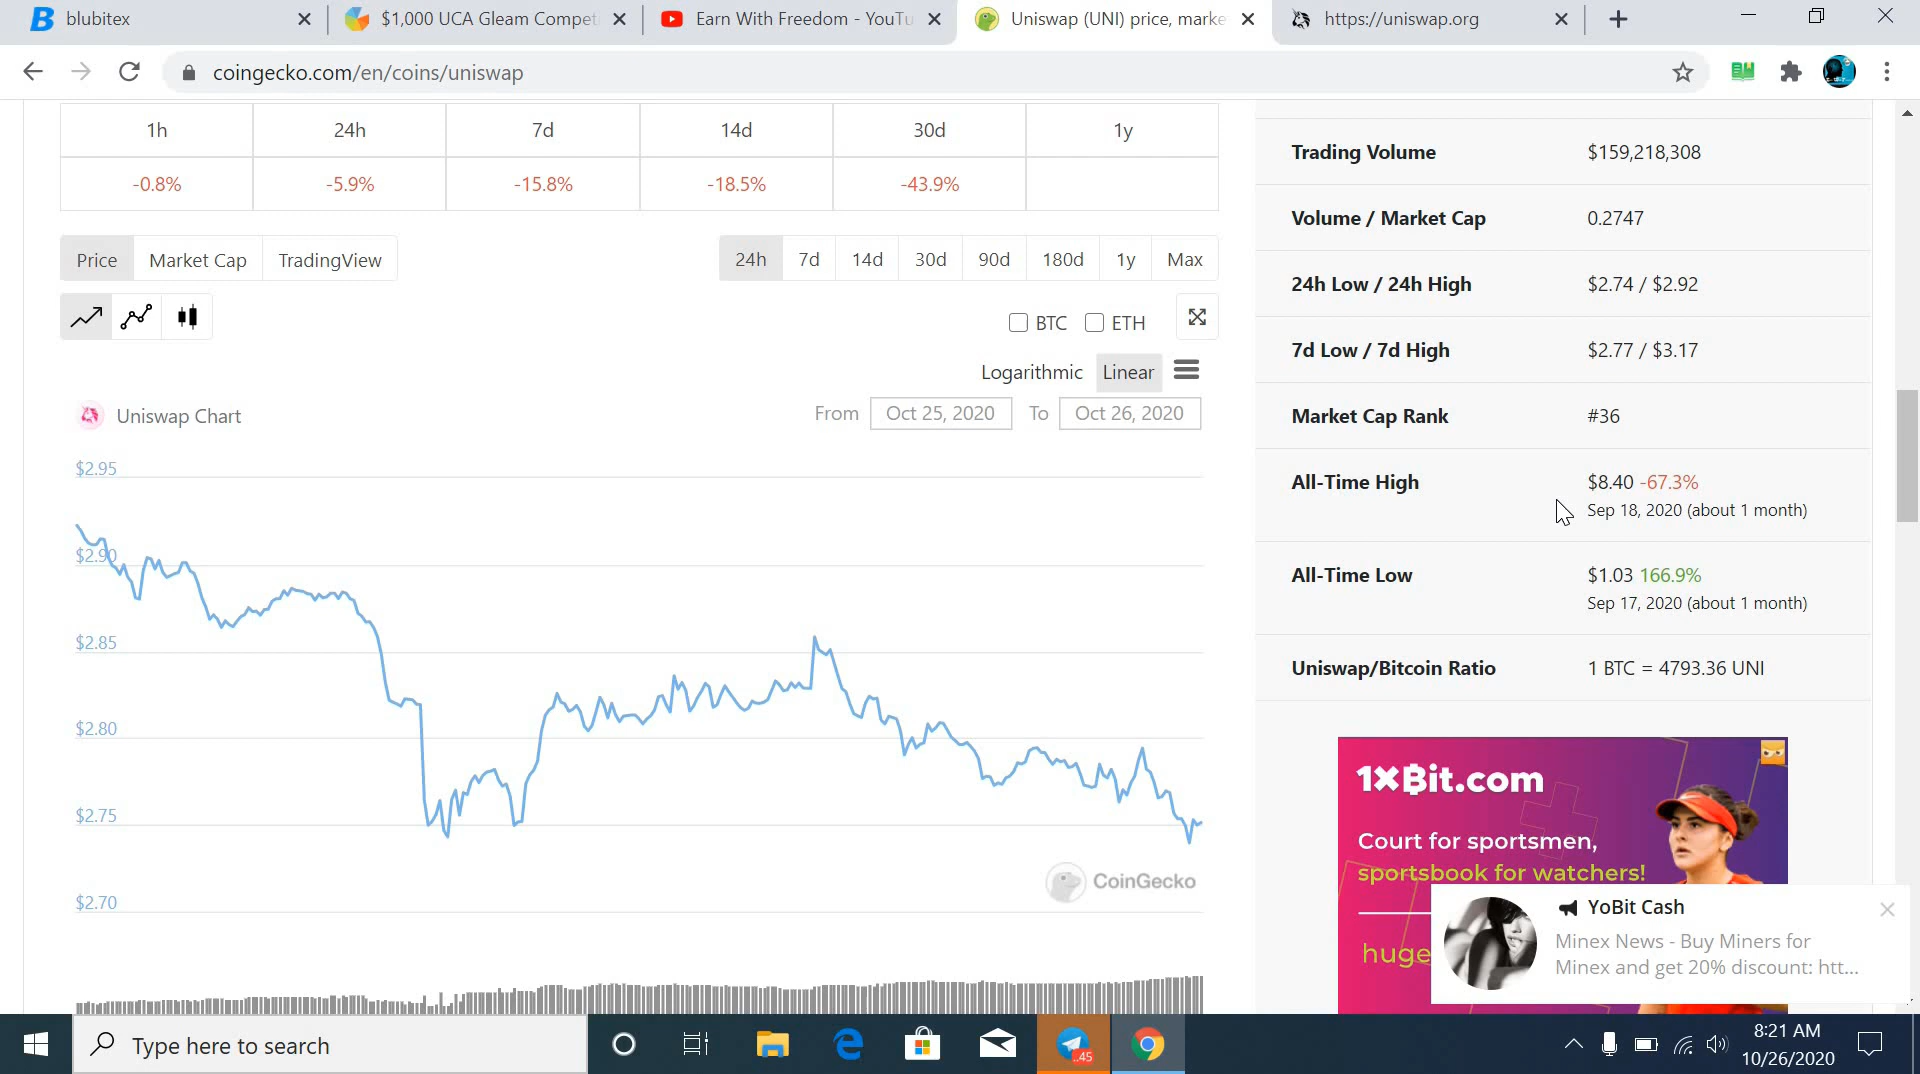 blubitex
$1,000 UCA Gleam Compet
Earn With Freedom - YouTu
Uniswap (UNI) price, marke
https://uniswap.org
coingecko.com/en/coins/uniswap
1h 24h 7d 14d 30d 1y
-0.8% -5.9% -15.8% -18.5% -43.9%
Price Market Cap TradingView
24h 7d 14d 30d 90d 180d 1y Max
BTC ETH
Logarithmic Linear
Uniswap Chart
From Oct 25, 2020 To Oct 26, 2020
$2.95
$2.90
$2.85
$2.80
$2.75
$2.70
CoinGecko
Trading Volume $159,218,308
Volume / Market Cap 0.2747
24h Low / 24h High $2.74 / $2.92
7d Low / 7d High $2.77 / $3.17
Market Cap Rank #36
All-Time High $8.40 -67.3%
Sep 18, 2020 (about 1 month)
All-Time Low $1.03 166.9%
Sep 17, 2020 (about 1 month)
Uniswap/Bitcoin Ratio 1 BTC = 4793.36 UNI
1XBit.com
Court for sportsmen,
sportsbook for watchers!
huge
YoBit Cash
Minex News - Buy Miners for
Minex and get 20% discount: htt...
Type here to search
..45
8:21 AM
10/26/2020